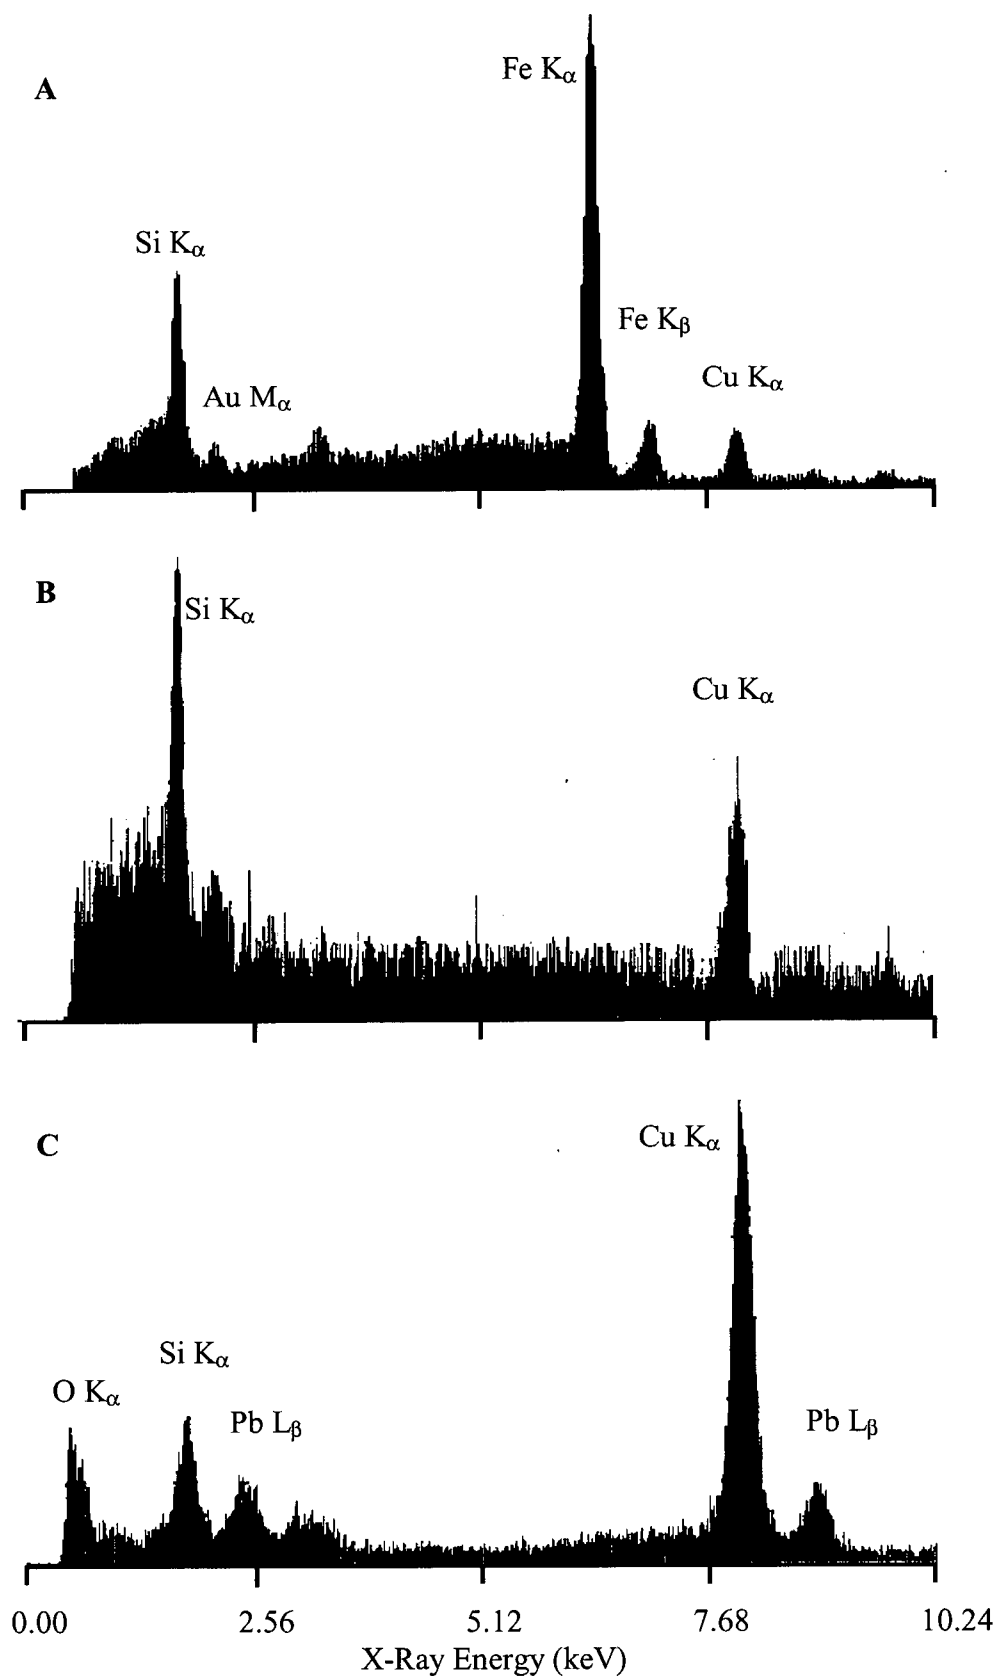 A
Fe Kα
Si Kα
Fe Kβ
Cu Kα
Au Mα
B
Si Kα
Cu Kα
C
Cu Kα
Si Kα
O Kα
Pb Lβ
Pb Lβ
0.00 2.56 5.12 7.68 10.24
X-Ray Energy (keV)